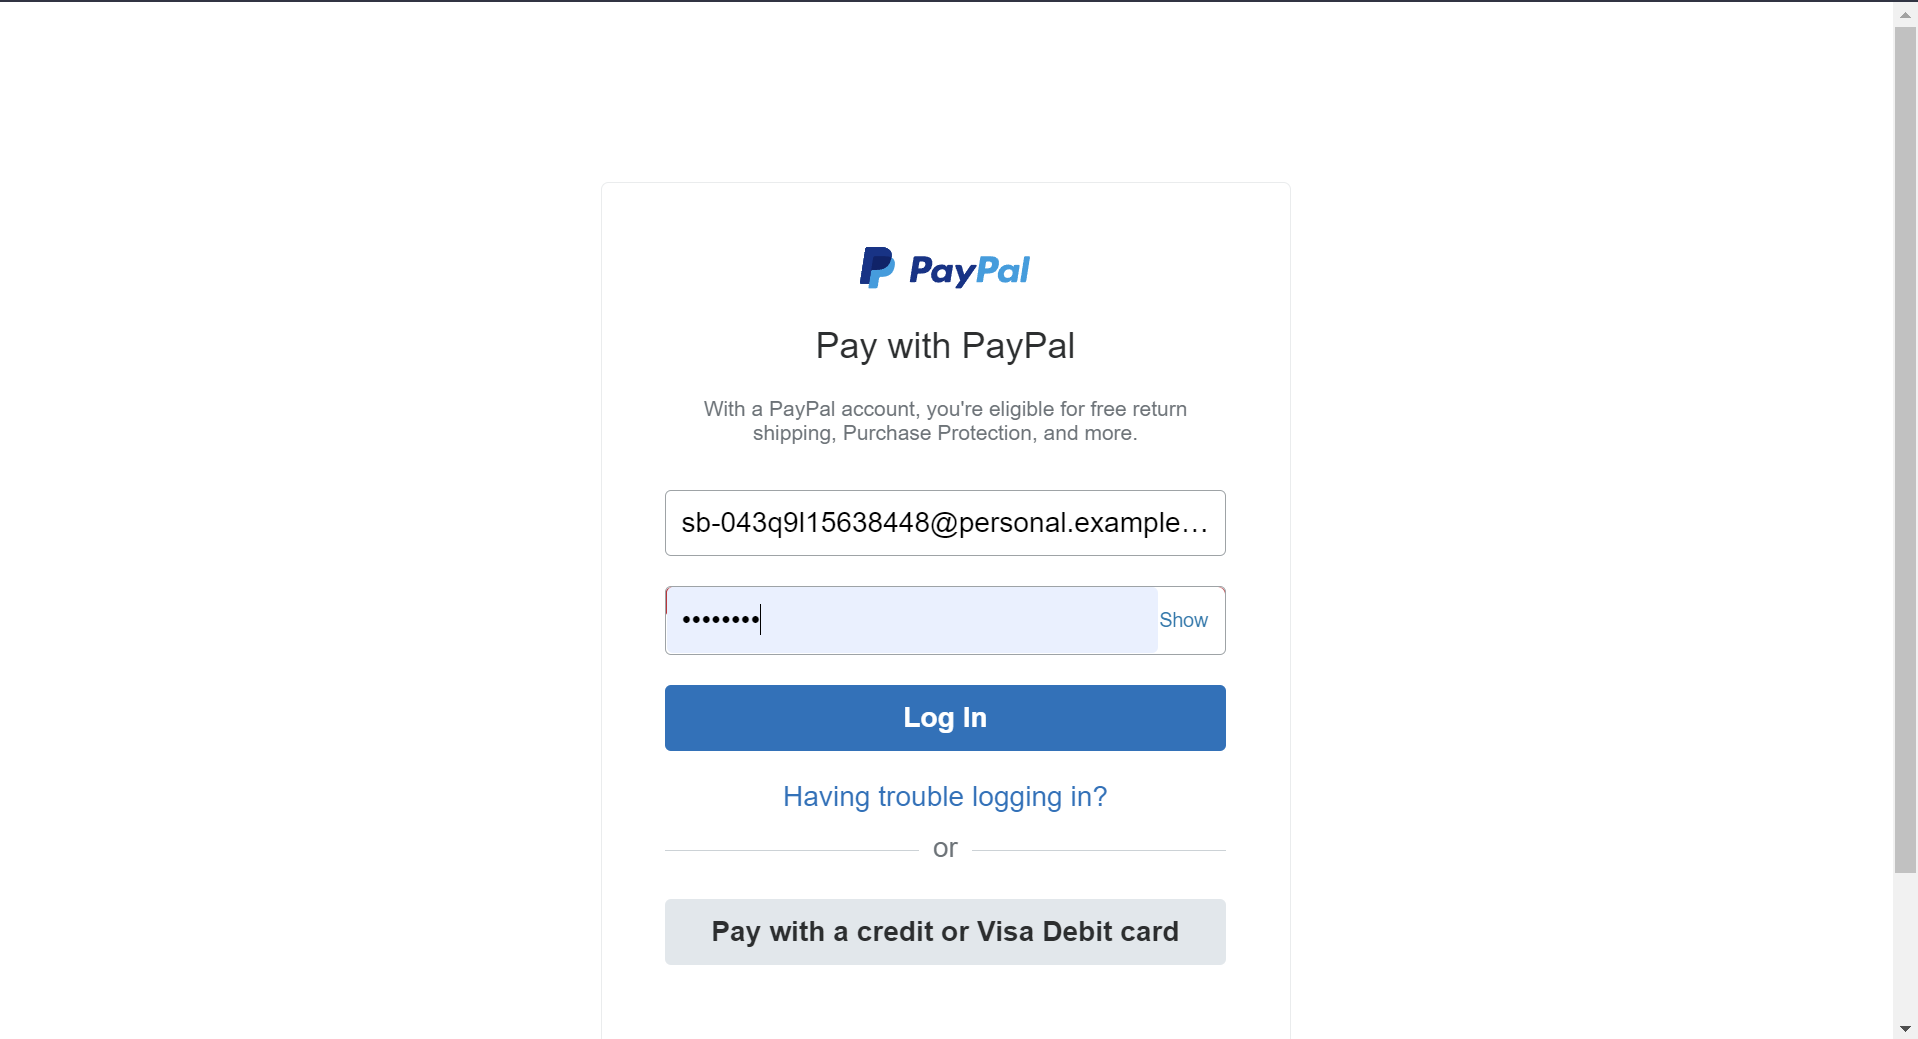 PayPal
Pay with PayPal
With a PayPal account, you're eligible for free return
shipping, Purchase Protection, and more.
sb-043q9l15638448@personal.example…
••••••••
Show
Log In
Having trouble logging in?
or
Pay with a credit or Visa Debit card